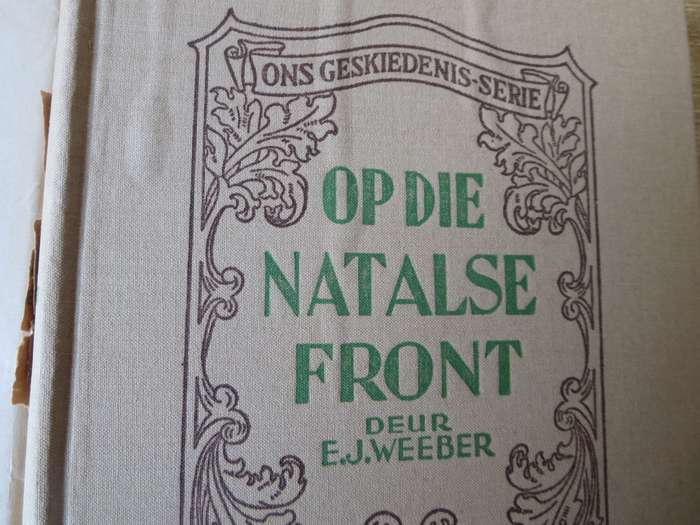 ONS GESKIEDENIS-SERIE
OP DIE
NATALSE
FRONT
DEUR
E.J.WEEBER